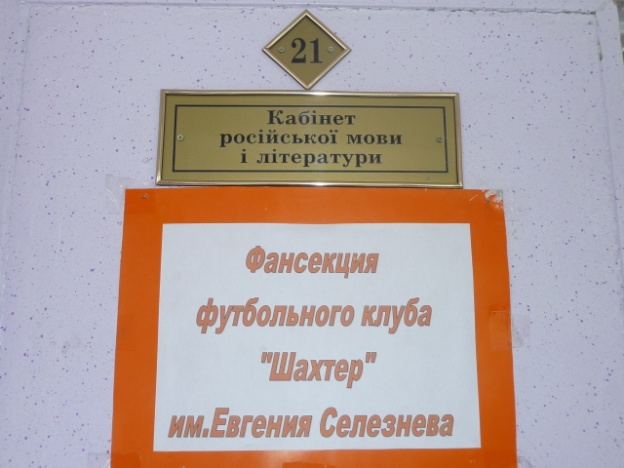 21
Кабінет
російської мови
і літератури
Фансекция
футбольного клуба
"Шахтер"
им.Евгения Селезнева